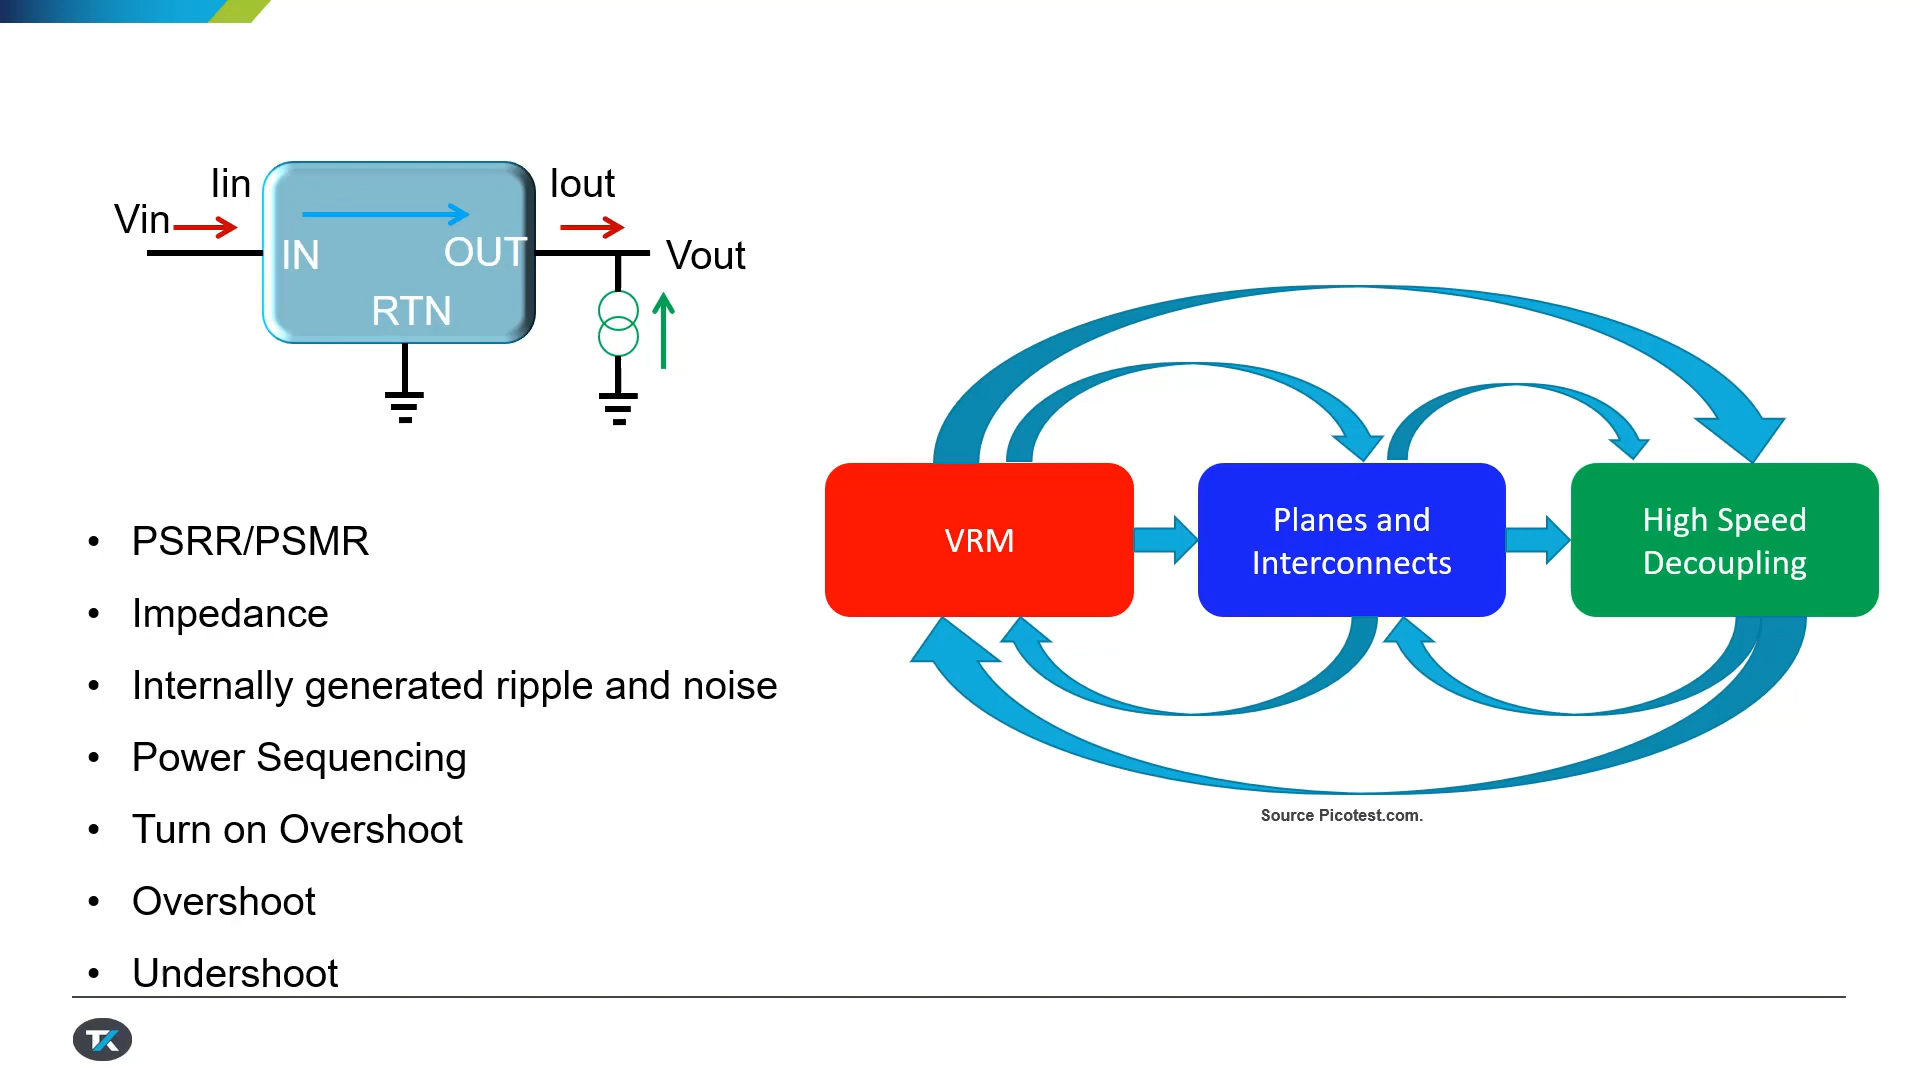 Iin
Iout
Vin
IN
OUT
Vout
RTN
• PSRR/PSMR
• Impedance
• Internally generated ripple and noise
• Power Sequencing
• Turn on Overshoot
• Overshoot
• Undershoot
VRM
Planes and
Interconnects
High Speed
Decoupling
Source Picotest.com.
TK